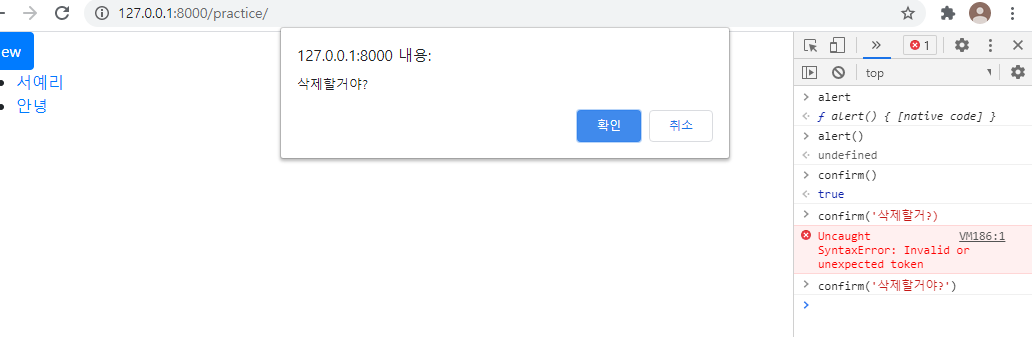 127.0.0.1:8000/practice/
ew
서예리
안녕
127.0.0.1:8000 내용:
삭제할거야?
확인 취소
1
top
alert
ƒ alert() { [native code] }
alert()
undefined
confirm()
true
confirm('삭제할거?)
Uncaught VM186:1
SyntaxError: Invalid or
unexpected token
confirm('삭제할거야?')